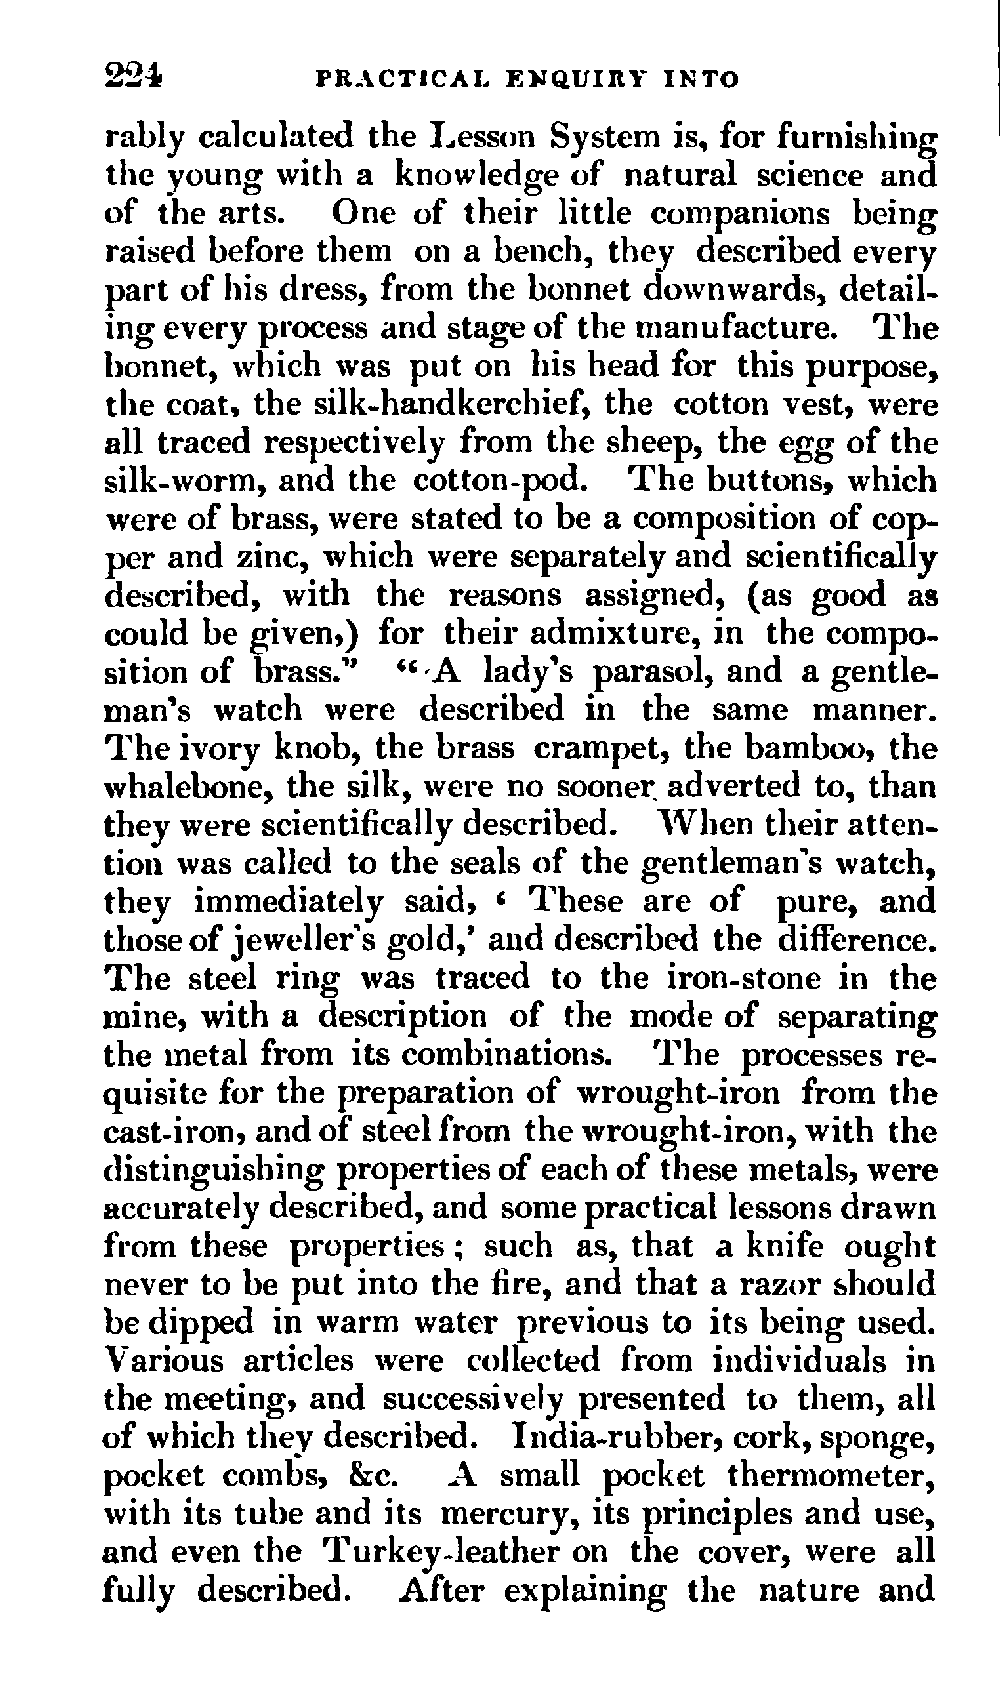 224 PRACTICAL ENQUIRY INTO
rably calculated the Lesson System is, for furnishing
the young with a knowledge of natural science and
of the arts. One of their little companions being
raised before them on a bench, they described every
part of his dress, from the bonnet downwards, detail-
ing every process and stage of the manufacture. The
bonnet, which was put on his head for this purpose,
the coat, the silk-handkerchief, the cotton vest, were
all traced respectively from the sheep, the egg of the
silk-worm, and the cotton-pod. The buttons, which
were of brass, were stated to be a composition of cop-
per and zinc, which were separately and scientifically
described, with the reasons assigned, (as good as
could be given,) for their admixture, in the compo-
sition of brass." "A lady's parasol, and a gentle-
man's watch were described in the same manner.
The ivory knob, the brass crampet, the bamboo, the
whalebone, the silk, were no sooner adverted to, than
they were scientifically described. When their atten-
tion was called to the seals of the gentleman's watch,
they immediately said, ' These are of pure, and
those of jeweller's gold,' and described the difference.
The steel ring was traced to the iron-stone in the
mine, with a description of the mode of separating
the metal from its combinations. The processes re-
quisite for the preparation of wrought-iron from the
cast-iron, and of steel from the wrought-iron, with the
distinguishing properties of each of these metals, were
accurately described, and some practical lessons drawn
from these properties ; such as, that a knife ought
never to be put into the fire, and that a razor should
be dipped in warm water previous to its being used.
Various articles were collected from individuals in
the meeting, and successively presented to them, all
of which they described. India-rubber, cork, sponge,
pocket combs, &c. A small pocket thermometer,
with its tube and its mercury, its principles and use,
and even the Turkey-leather on the cover, were all
fully described. After explaining the nature and